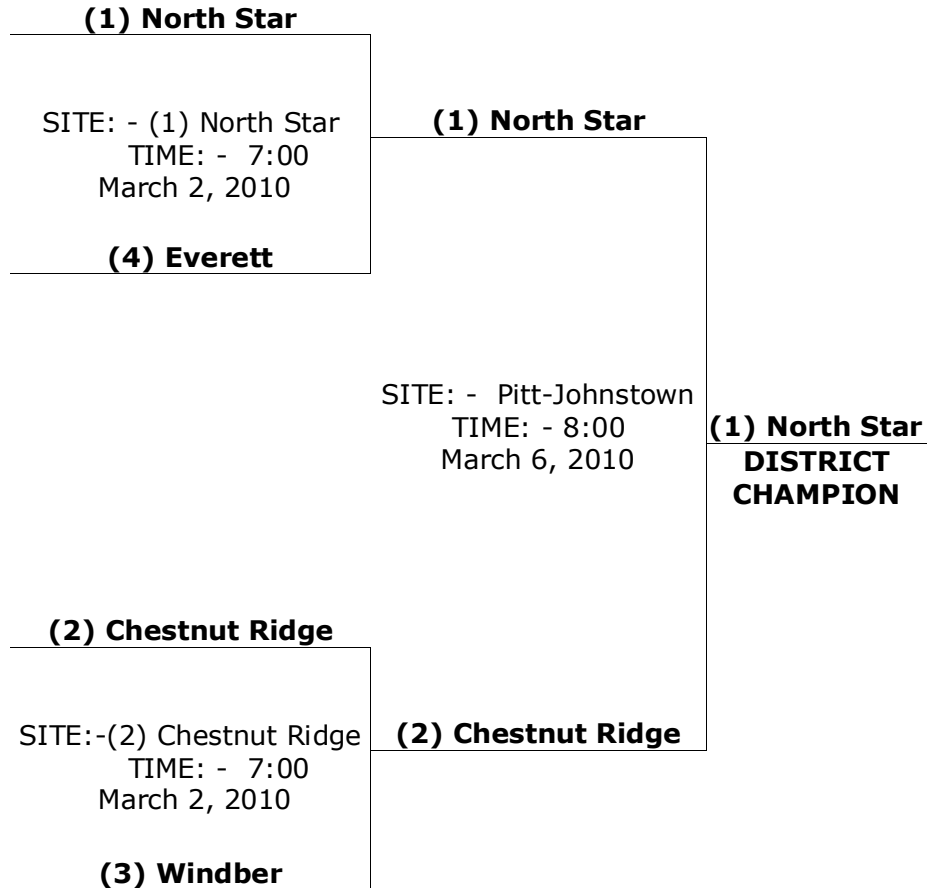 (1) North Star
SITE: - (1) North Star
TIME: - 7:00
March 2, 2010
(4) Everett
(1) North Star
SITE: - Pitt-Johnstown
TIME: - 8:00
March 6, 2010
(1) North Star
DISTRICT
CHAMPION
(2) Chestnut Ridge
SITE:-(2) Chestnut Ridge
TIME: - 7:00
March 2, 2010
(3) Windber
(2) Chestnut Ridge